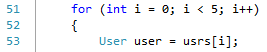 51 for (int i = 0; i < 5; i++)
52 {
53 User user = usrs[i];